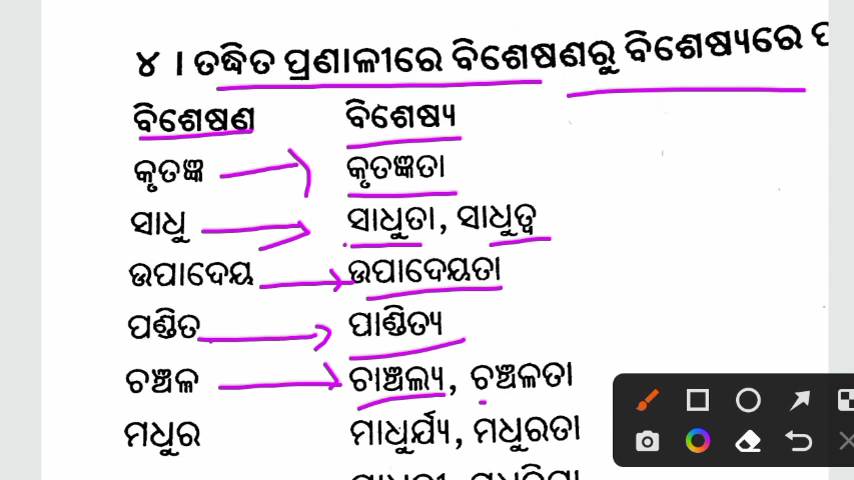 ୪ । ତଦ୍ଧିତ ପ୍ରଣାଳୀରେ ବିଶେଷଣରୁ ବିଶେଷ୍ୟରେ
ବିଶେଷଣ ବିଶେଷ୍ୟ
କୃତଜ୍ଞ କୃତଜ୍ଞତା
ସାଧୁ ସାଧୁତା, ସାଧୁତ୍ୱ
ଉପାଦେୟ ଉପାଦେୟତା
ପଣ୍ଡିତ ପାଣ୍ଡିତ୍ୟ
ଚଞ୍ଚଳ ଚାଞ୍ଚଲ୍ୟ, ଚଞ୍ଚଳତା
ମଧୁର ମାଧୁର୍ଯ୍ୟ, ମଧୁରତା